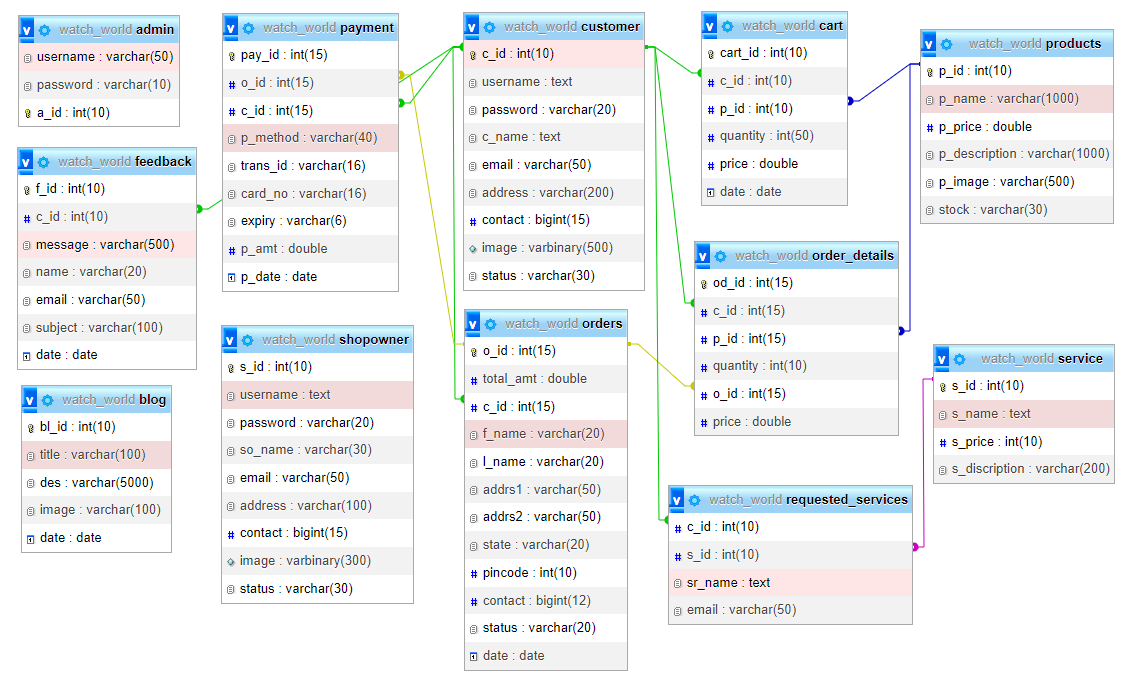 watch_world admin
username : varchar(50)
password : varchar(10)
a_id : int(10)
watch_world payment
pay_id : int(15)
o_id : int(15)
c_id : int(15)
p_method : varchar(40)
trans_id : varchar(16)
card_no : varchar(16)
expiry : varchar(6)
p_amt : double
p_date : date
watch_world customer
c_id : int(10)
username : text
password : varchar(20)
c_name : text
email : varchar(50)
address : varchar(200)
contact : bigint(15)
image : varbinary(500)
status : varchar(30)
watch_world cart
cart_id : int(10)
c_id : int(10)
p_id : int(10)
quantity : int(50)
price : double
date : date
watch_world products
p_id : int(10)
p_name : varchar(1000)
p_price : double
p_description : varchar(1000)
p_image : varchar(500)
stock : varchar(30)
watch_world feedback
f_id : int(10)
c_id : int(10)
message : varchar(500)
name : varchar(20)
email : varchar(50)
subject : varchar(100)
date : date
watch_world order_details
od_id : int(15)
c_id : int(15)
p_id : int(15)
quantity : int(10)
o_id : int(15)
price : double
watch_world shopowner
s_id : int(10)
username : text
password : varchar(20)
so_name : varchar(30)
email : varchar(50)
address : varchar(100)
contact : bigint(15)
image : varbinary(300)
status : varchar(30)
watch_world orders
o_id : int(15)
total_amt : double
c_id : int(15)
f_name : varchar(20)
l_name : varchar(20)
addrs1 : varchar(50)
addrs2 : varchar(50)
state : varchar(20)
pincode : int(10)
contact : bigint(12)
status : varchar(20)
date : date
watch_world service
s_id : int(10)
s_name : text
s_price : int(10)
s_discription : varchar(200)
watch_world blog
bl_id : int(10)
title : varchar(100)
des : varchar(5000)
image : varchar(100)
date : date
watch_world requested_services
c_id : int(10)
s_id : int(10)
sr_name : text
email : varchar(50)